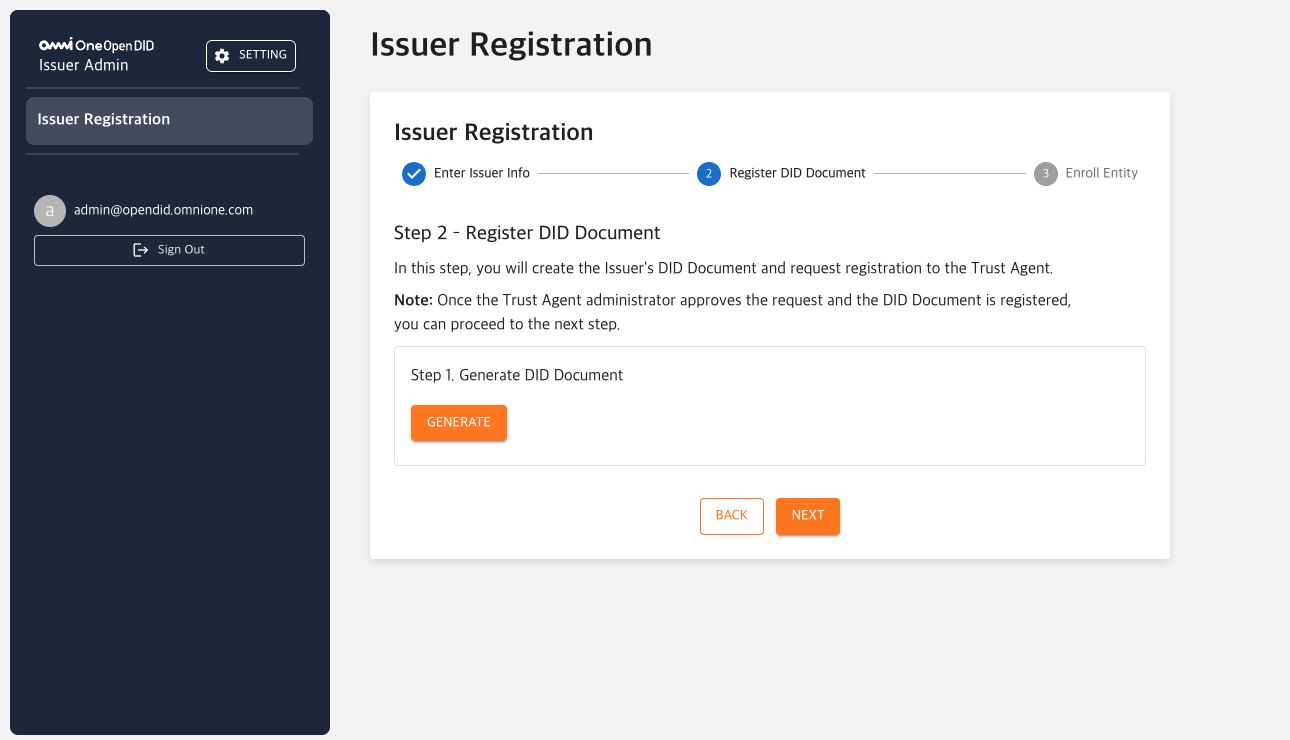 Omni One Open DID
Issuer Admin
SETTING
Issuer Registration
a
admin@opendid.omnione.com
Sign Out
Issuer Registration
Issuer Registration
Enter Issuer Info
2
Register DID Document
3
Enroll Entity
Step 2 - Register DID Document
In this step, you will create the Issuer's DID Document and request registration to the Trust Agent.
Note: Once the Trust Agent administrator approves the request and the DID Document is registered,
you can proceed to the next step.
Step 1. Generate DID Document
GENERATE
BACK
NEXT